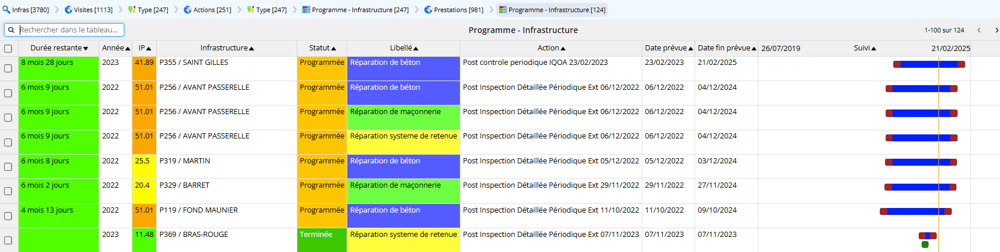 Infras [3780] Visites [1113] Type [247] Actions [251] Type [247] Programme - Infrastructure [247] Prestations [981] Programme - Infrastructure [124]
Rechercher dans le tableau... Programme - Infrastructure 1-100 sur 124
Durée restante Année IP Infrastructure Statut Libellé Action Date prévue Date fin prévue 26/07/2019 Suivi 21/02/2025
8 mois 28 jours 2023 41.89 P355 / SAINT GILLES Programmée Réparation de béton Post controle periodique IQOA 23/02/2023 23/02/2023 21/02/2025
6 mois 9 jours 2022 51.01 P256 / AVANT PASSERELLE Programmée Réparation de béton Post Inspection Détaillée Périodique Ext 06/12/2022 06/12/2022 04/12/2024
6 mois 9 jours 2022 51.01 P256 / AVANT PASSERELLE Programmée Réparation de maçonnerie Post Inspection Détaillée Périodique Ext 06/12/2022 06/12/2022 04/12/2024
6 mois 9 jours 2022 51.01 P256 / AVANT PASSERELLE Programmée Réparation systeme de retenue Post Inspection Détaillée Périodique Ext 06/12/2022 06/12/2022 04/12/2024
6 mois 8 jours 2022 25.5 P319 / MARTIN Programmée Réparation de béton Post Inspection Détaillée Périodique Ext 05/12/2022 05/12/2022 03/12/2024
6 mois 2 jours 2022 20.4 P329 / BARRET Programmée Réparation de maçonnerie Post Inspection Détaillée Périodique Ext 29/11/2022 29/11/2022 27/11/2024
4 mois 13 jours 2022 51.01 P119 / FOND MAUNIER Programmée Réparation de béton Post Inspection Détaillée Périodique Ext 11/10/2022 11/10/2022 09/10/2024
2023 11.48 P369 / BRAS-ROUGE Terminée Réparation systeme de retenue Post Inspection Détaillée Périodique Ext 07/11/2023 07/11/2023 07/11/2023